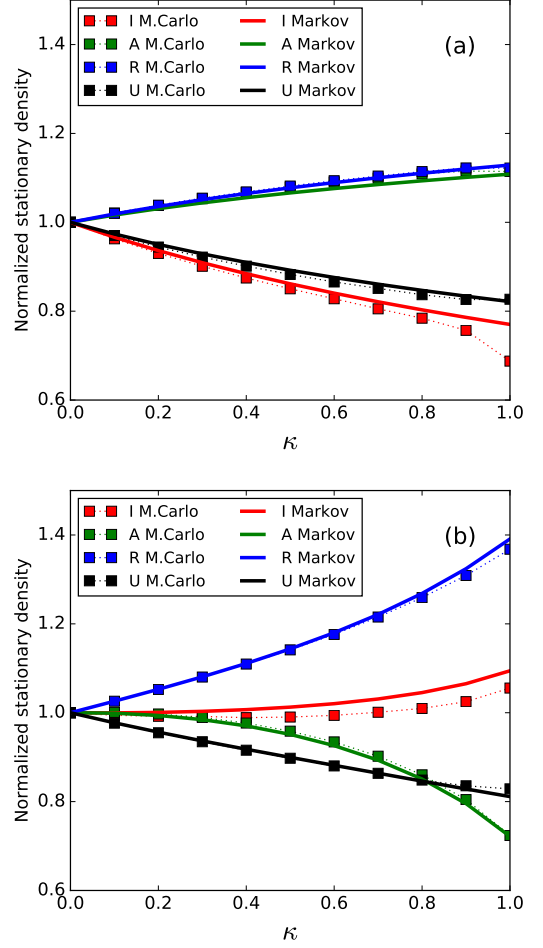 1.4
1.2
1.0
0.8
0.6
Normalized stationary density
I M.Carlo
A M.Carlo
R M.Carlo
U M.Carlo
I Markov
A Markov
R Markov
U Markov
(a)
0.0 0.2 0.4 0.6 0.8 1.0
κ
1.4
1.2
1.0
0.8
0.6
Normalized stationary density
I M.Carlo
A M.Carlo
R M.Carlo
U M.Carlo
I Markov
A Markov
R Markov
U Markov
(b)
0.0 0.2 0.4 0.6 0.8 1.0
κ